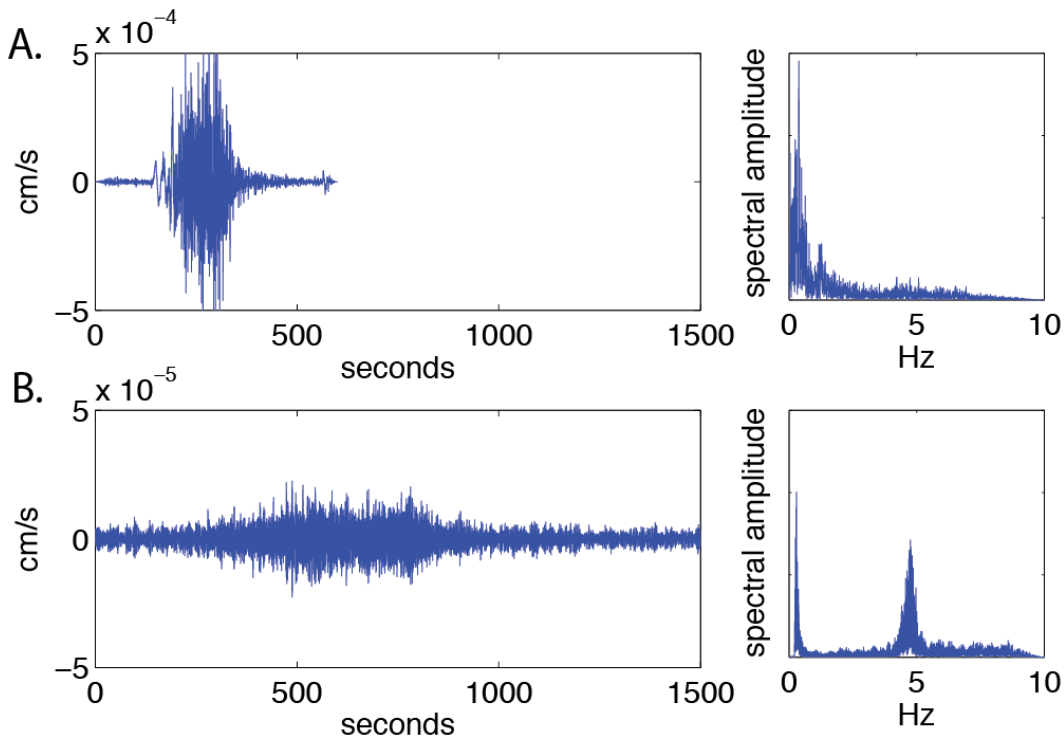 A.
5 x 10⁻⁴
0
−5
cm/s
0 500 1000 1500
seconds
spectral amplitude
0 5 10
Hz
B.
5 x 10⁻⁵
0
−5
cm/s
0 500 1000 1500
seconds
spectral amplitude
0 5 10
Hz